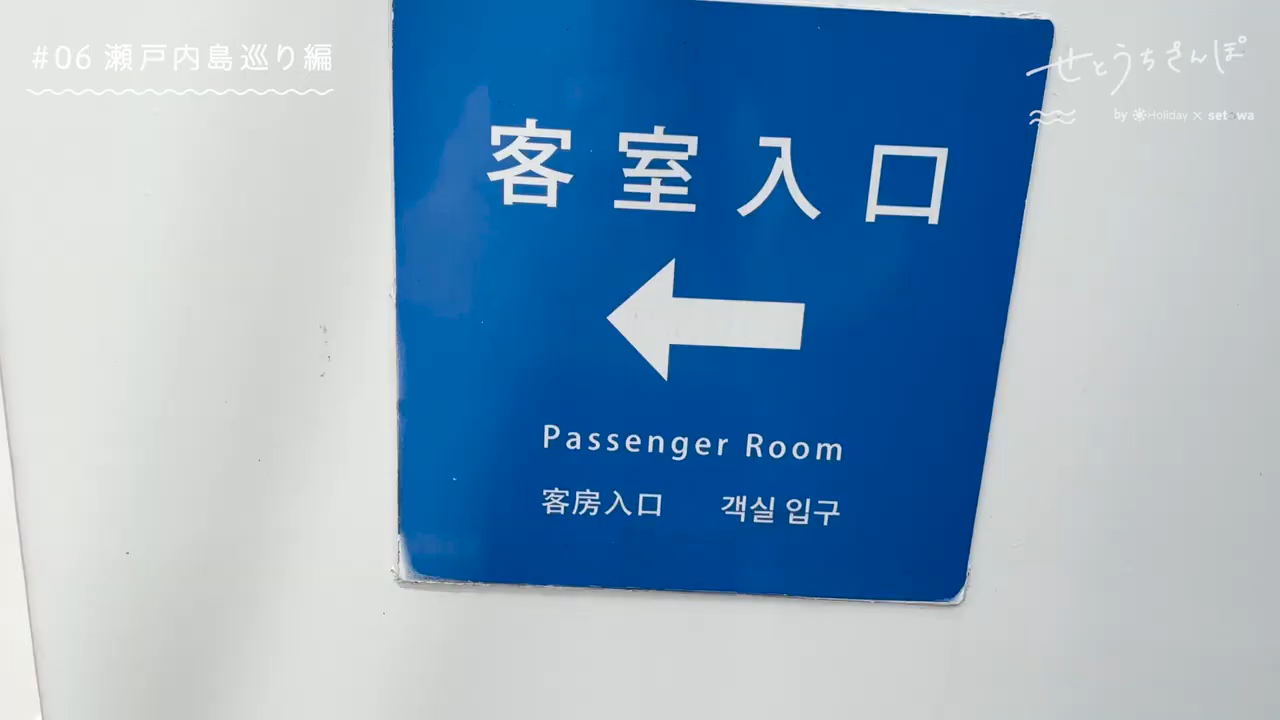 #06 瀬戸内島巡り編
せとうちさんぽ
by Holiday × setowa
客室入口
Passenger Room
客房入口 객실 입구